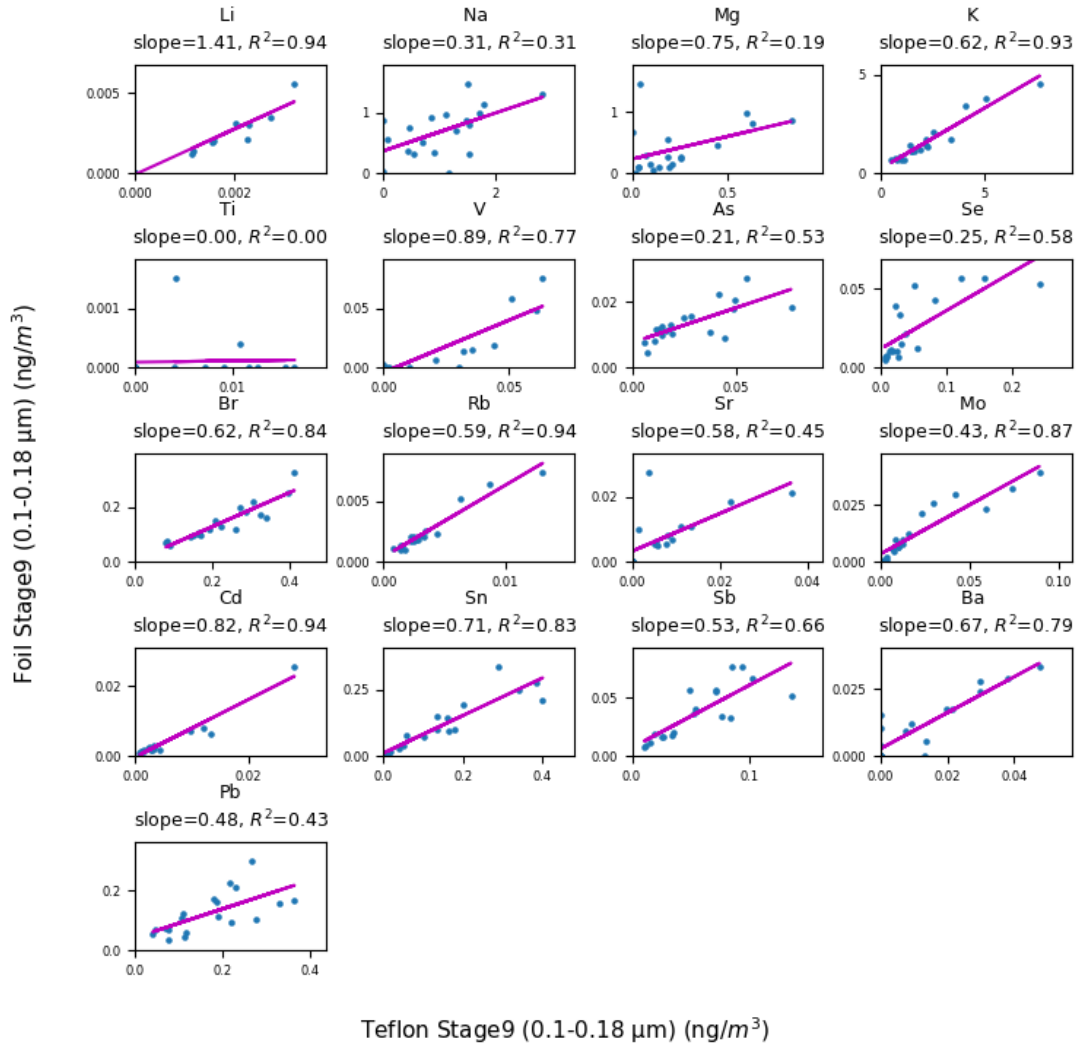 Li
slope=1.41, R²=0.94
0.005
0.000
0.000 0.002
Na
slope=0.31, R²=0.31
1
0
0 2
Mg
slope=0.75, R²=0.19
1
0
0.0 0.5
K
slope=0.62, R²=0.93
5
0
0 5
Ti
slope=0.00, R²=0.00
0.001
0.000
0.00 0.01
V
slope=0.89, R²=0.77
0.05
0.00
0.00 0.05
As
slope=0.21, R²=0.53
0.02
0.00
0.00 0.05
Se
slope=0.25, R²=0.58
0.05
0.00
0.0 0.2
Br
slope=0.62, R²=0.84
0.2
0.0
0.0 0.2 0.4
Rb
slope=0.59, R²=0.94
0.005
0.000
0.00 0.01
Sr
slope=0.58, R²=0.45
0.02
0.00
0.00 0.02 0.04
Mo
slope=0.43, R²=0.87
0.025
0.000
0.00 0.05 0.10
Cd
slope=0.82, R²=0.94
0.02
0.00
0.00 0.02
Sn
slope=0.71, R²=0.83
0.25
0.00
0.0 0.2 0.4
Sb
slope=0.53, R²=0.66
0.05
0.00
0.0 0.1
Ba
slope=0.67, R²=0.79
0.025
0.000
0.00 0.02 0.04
Pb
slope=0.48, R²=0.43
0.2
0.0
0.0 0.2 0.4
Foil Stage9 (0.1-0.18 μm) (ng/m³)
Teflon Stage9 (0.1-0.18 μm) (ng/m³)